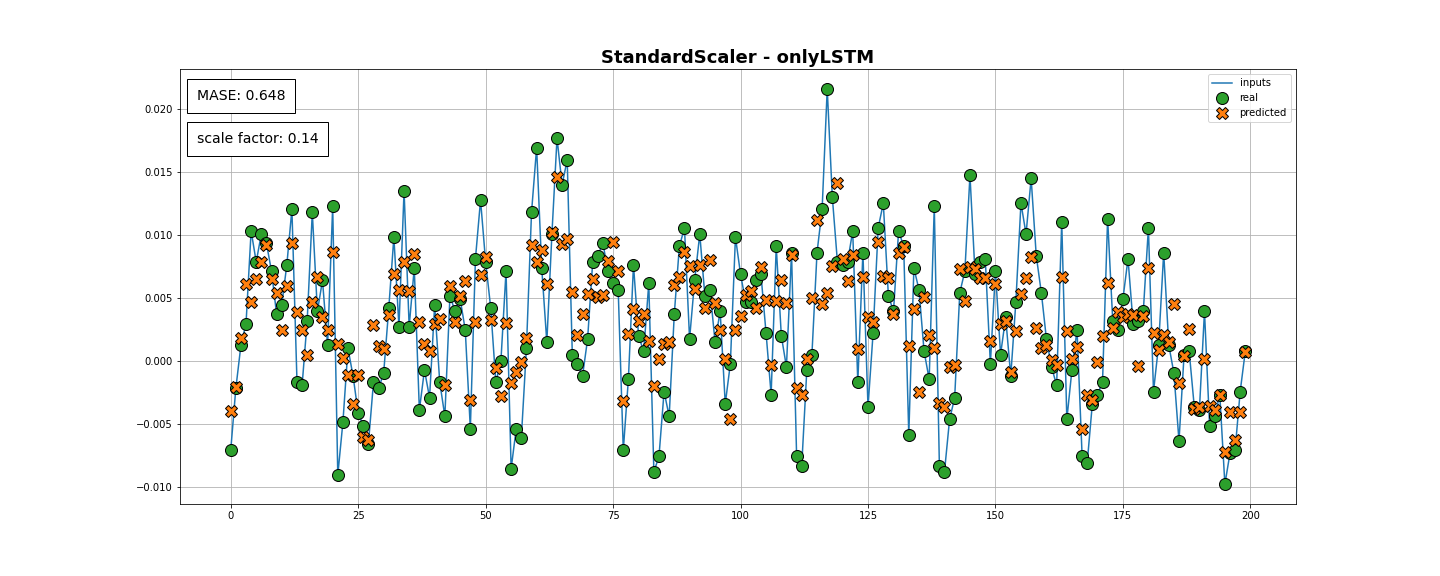 StandardScaler - onlyLSTM
MASE: 0.648
scale factor: 0.14
inputs
real
predicted
0.020
0.015
0.010
0.005
0.000
−0.005
−0.010
0 25 50 75 100 125 150 175 200